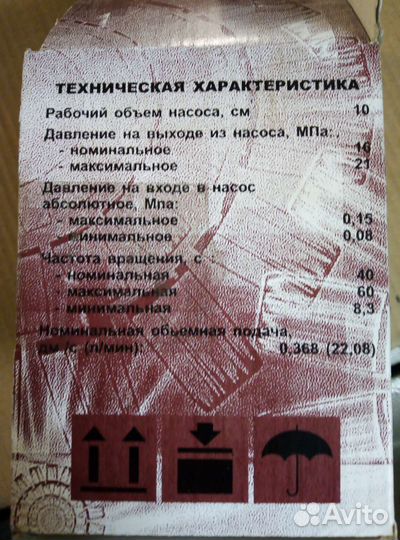 ТЕХНИЧЕСКАЯ ХАРАКТЕРИСТИКА
Рабочий объем насоса, см 10
Давление на выходе из насоса, МПа:
- номинальное 16
- максимальное 21
Давление на входе в насос
абсолютное, Мпа:
- максимальное 0,15
- минимальное 0,08
Частота вращения, с :
- номинальная 40
- максимальная 60
- минимальная 8,3
Номинальная обьемная подача,
дм /с (л/мин): 0.368 (22,08)
Avito